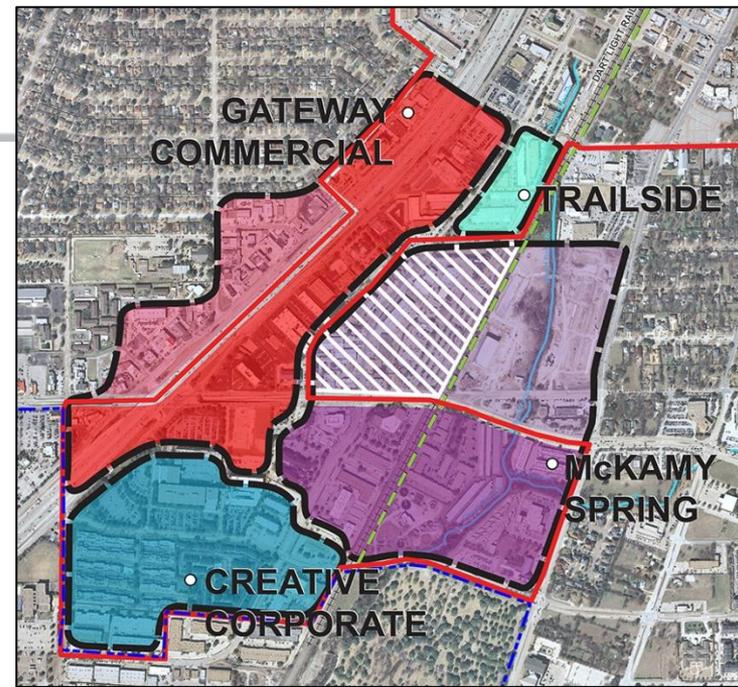 DART LIGHT RAIL
GATEWAY
COMMERCIAL
TRAILSIDE
McKAMY
SPRING
CREATIVE
CORPORATE